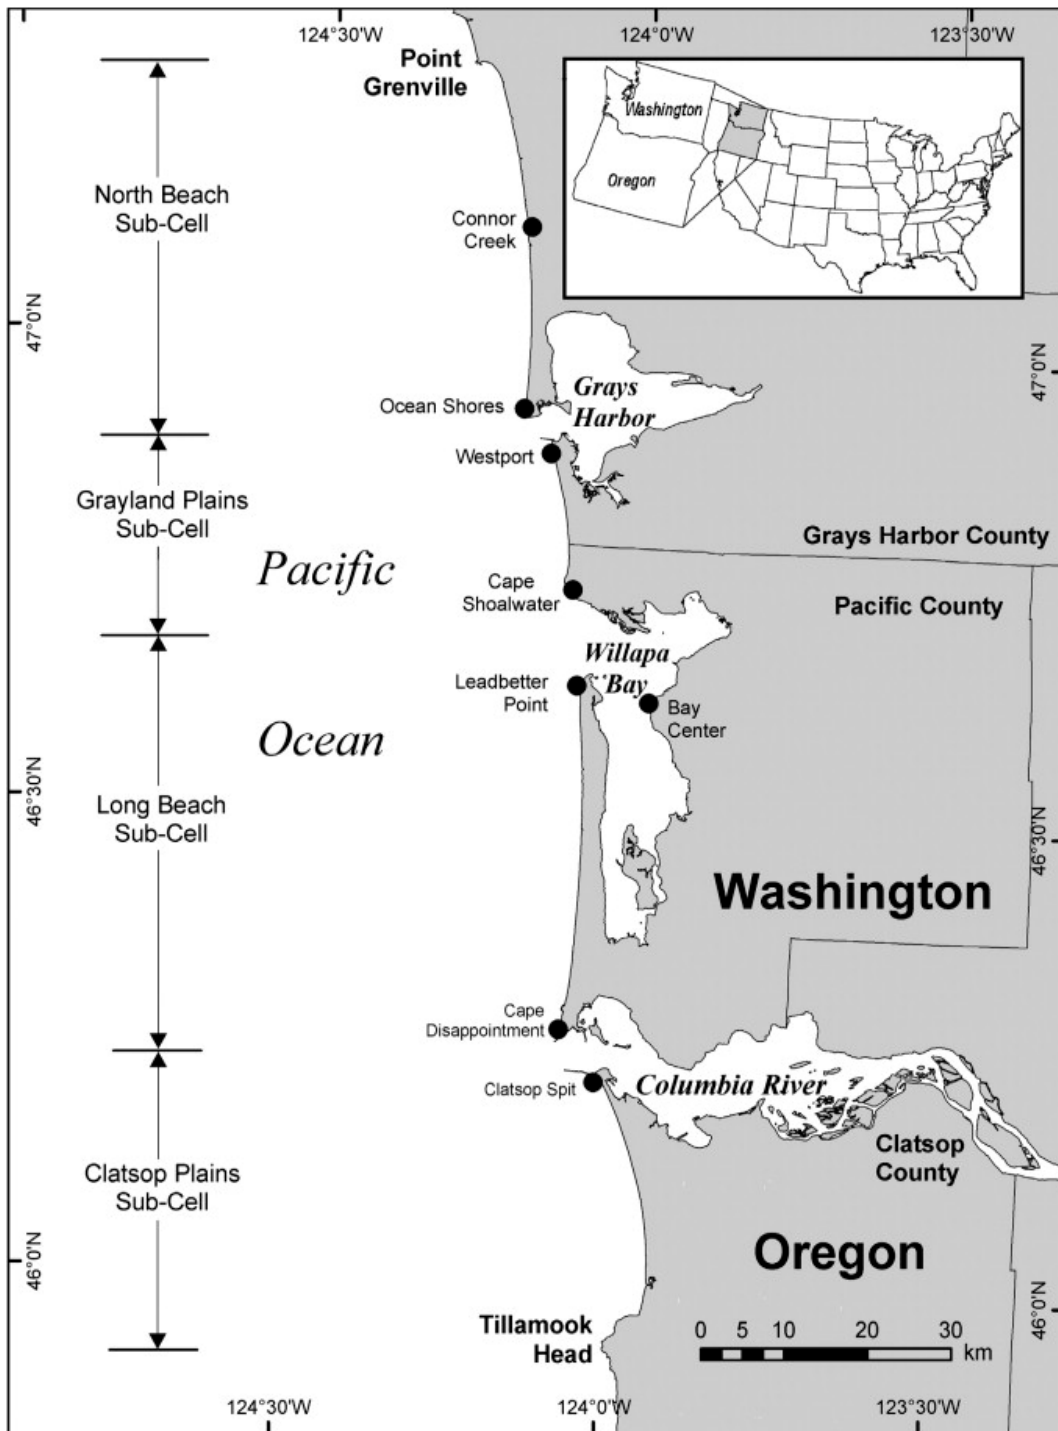 124°30'W
124°0'W
123°30'W
Point
Grenville
Washington
Oregon
North Beach
Sub-Cell
Connor
Creek
47°0'N
47°0'N
Grays
Harbor
Ocean Shores
Westport
Grayland Plains
Sub-Cell
Grays Harbor County
Pacific
Cape
Shoalwater
Pacific County
Willapa
Bay
Leadbetter
Point
Bay
Center
Ocean
46°30'N
46°30'N
Long Beach
Sub-Cell
Washington
Cape
Disappointment
Clatsop Spit
Columbia River
Clatsop
County
Clatsop Plains
Sub-Cell
Oregon
46°0'N
46°0'N
Tillamook
Head
0 5 10 20 30
km
124°30'W
124°0'W
123°30'W